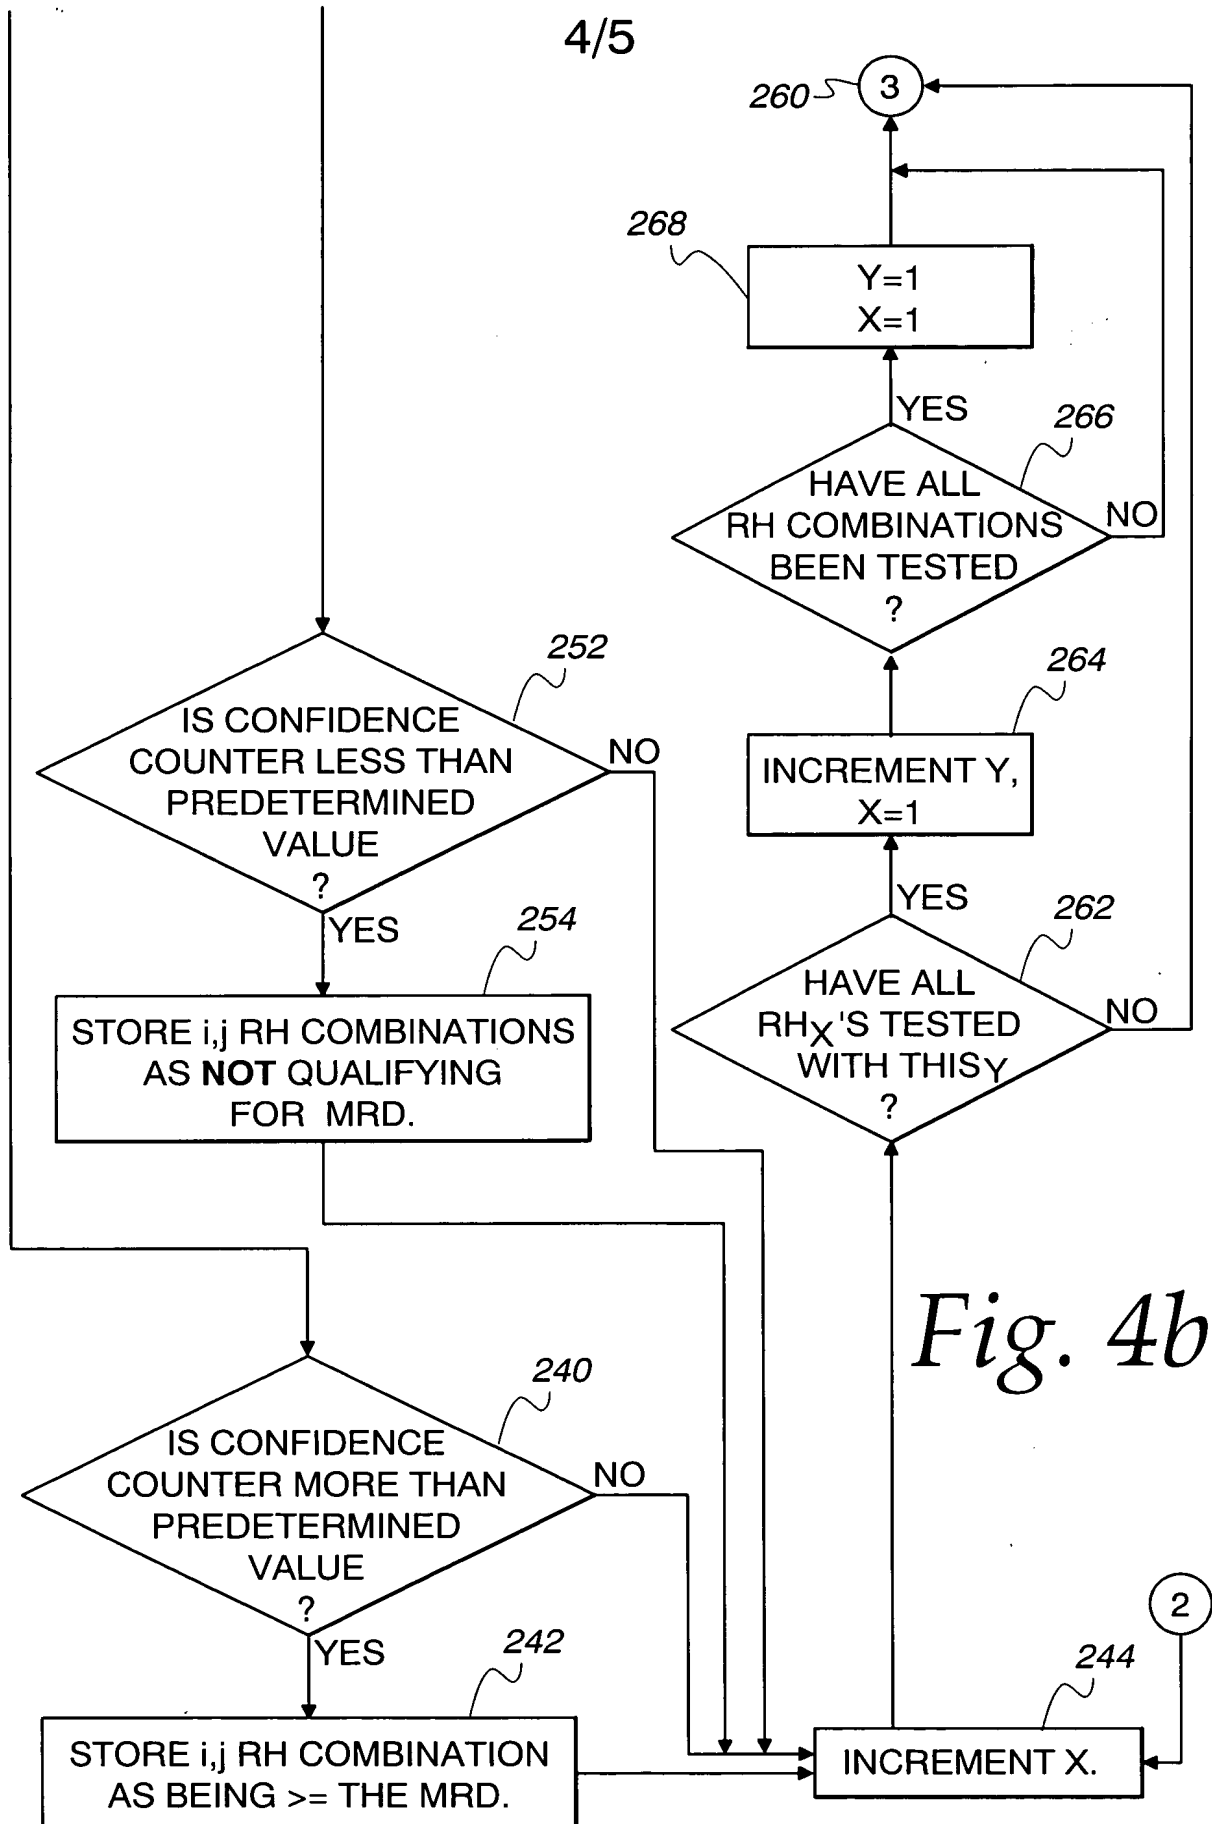 4/5
260
3
268
Y=1
X=1
YES
266
HAVE ALL
RH COMBINATIONS
BEEN TESTED
?
NO
264
INCREMENT Y,
X=1
YES
262
HAVE ALL
RHX'S TESTED
WITH THISY
?
NO
252
IS CONFIDENCE
COUNTER LESS THAN
PREDETERMINED
VALUE
?
NO
YES
254
STORE i,j RH COMBINATIONS
AS NOT QUALIFYING
FOR MRD.
Fig. 4b
240
IS CONFIDENCE
COUNTER MORE THAN
PREDETERMINED
VALUE
?
NO
YES
242
STORE i,j RH COMBINATION
AS BEING >= THE MRD.
2
244
INCREMENT X.